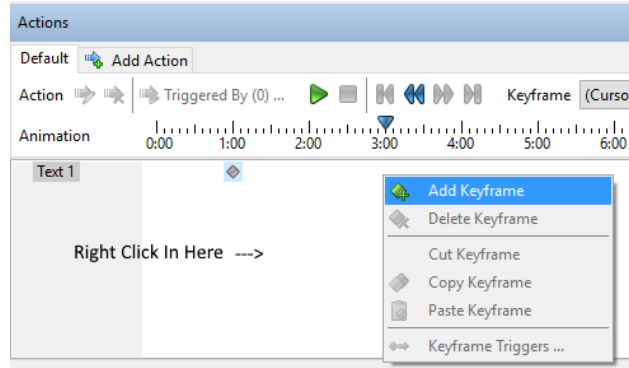 Actions
Default Add Action
Action Triggered By (0) ... Keyframe (Curso
Animation 0:00 1:00 2:00 3:00 4:00 5:00 6:00
Text 1
Add Keyframe
Delete Keyframe
Right Click In Here --->
Cut Keyframe
Copy Keyframe
Paste Keyframe
Keyframe Triggers ...